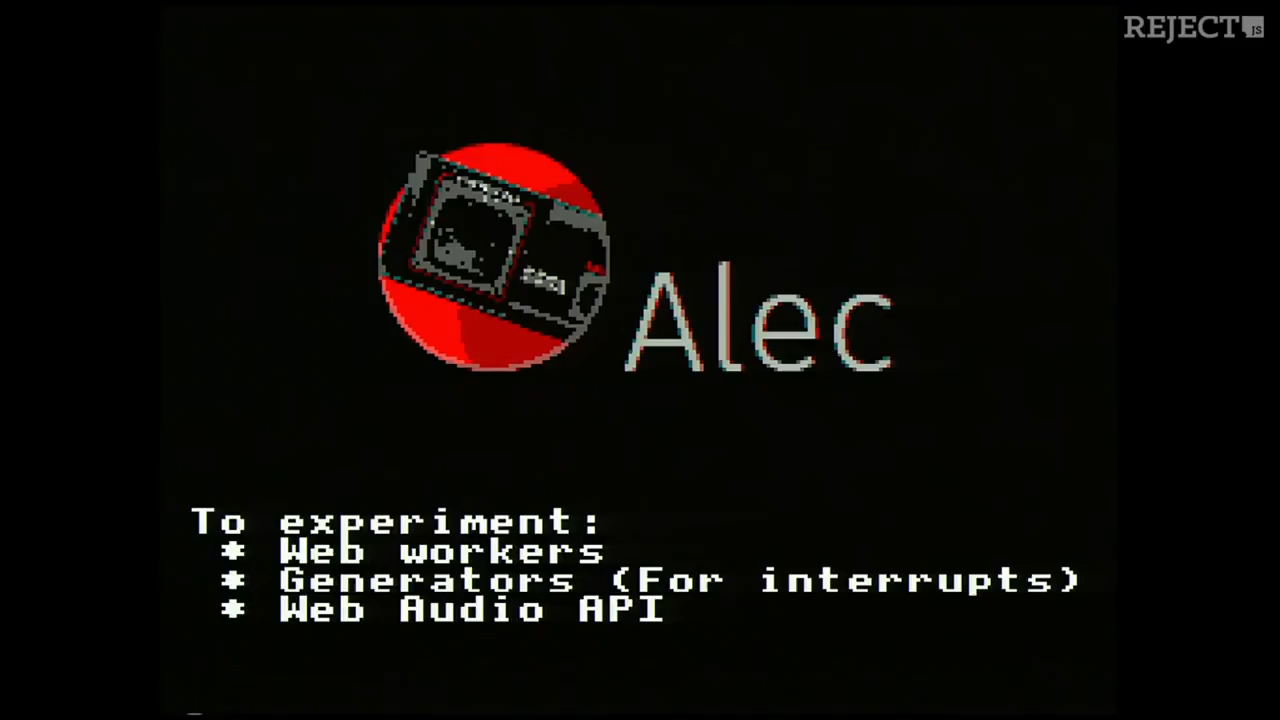 REJECT JS
Alec
To experiment:
* Web workers
* Generators (For interrupts)
* Web Audio API